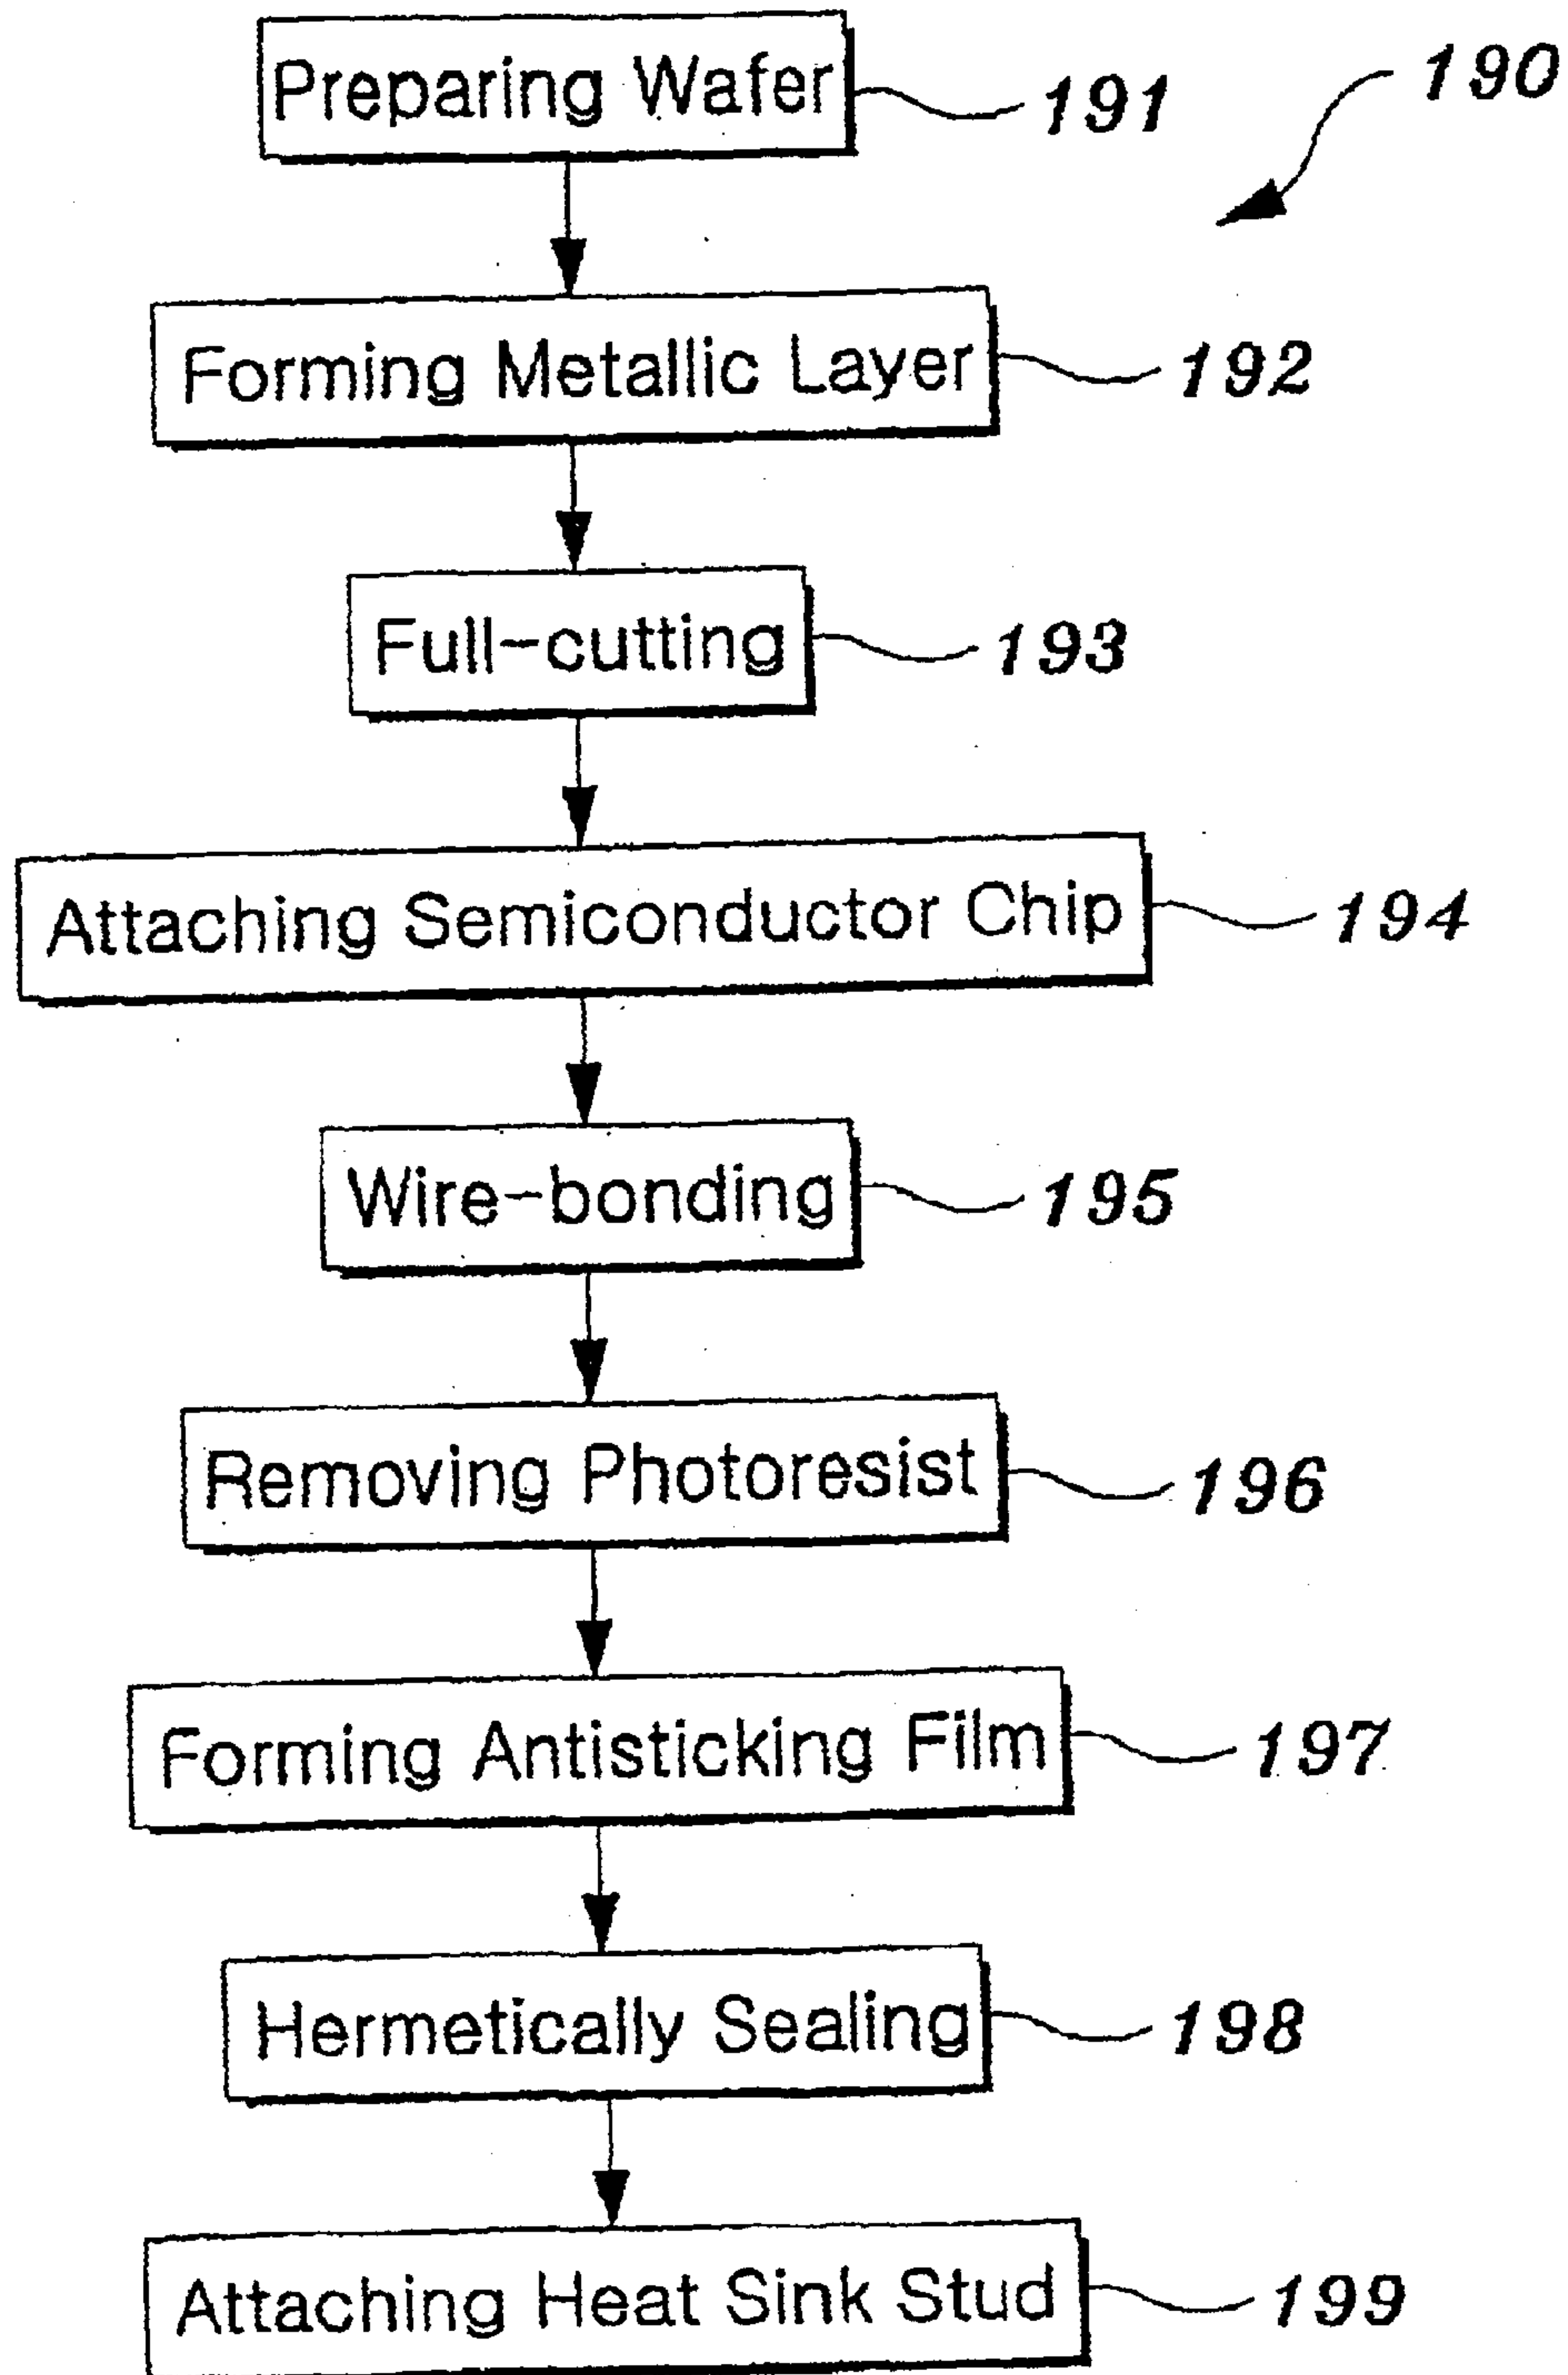 Preparing Wafer 191 190
Forming Metallic Layer 192
Full-cutting 193
Attaching Semiconductor Chip 194
Wire-bonding 195
Removing Photoresist 196
Forming Antisticking Film 197
Hermetically Sealing 198
Attaching Heat Sink Stud 199